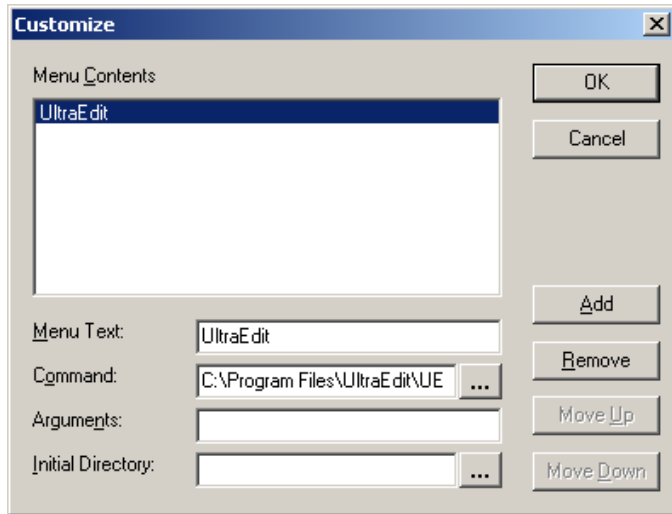 Customize
Menu Contents
UltraEdit
OK
Cancel
Add
Remove
Move Up
Move Down
Menu Text:
UltraEdit
Command:
C:\Program Files\UltraEdit\UE
...
Arguments:
Initial Directory:
...